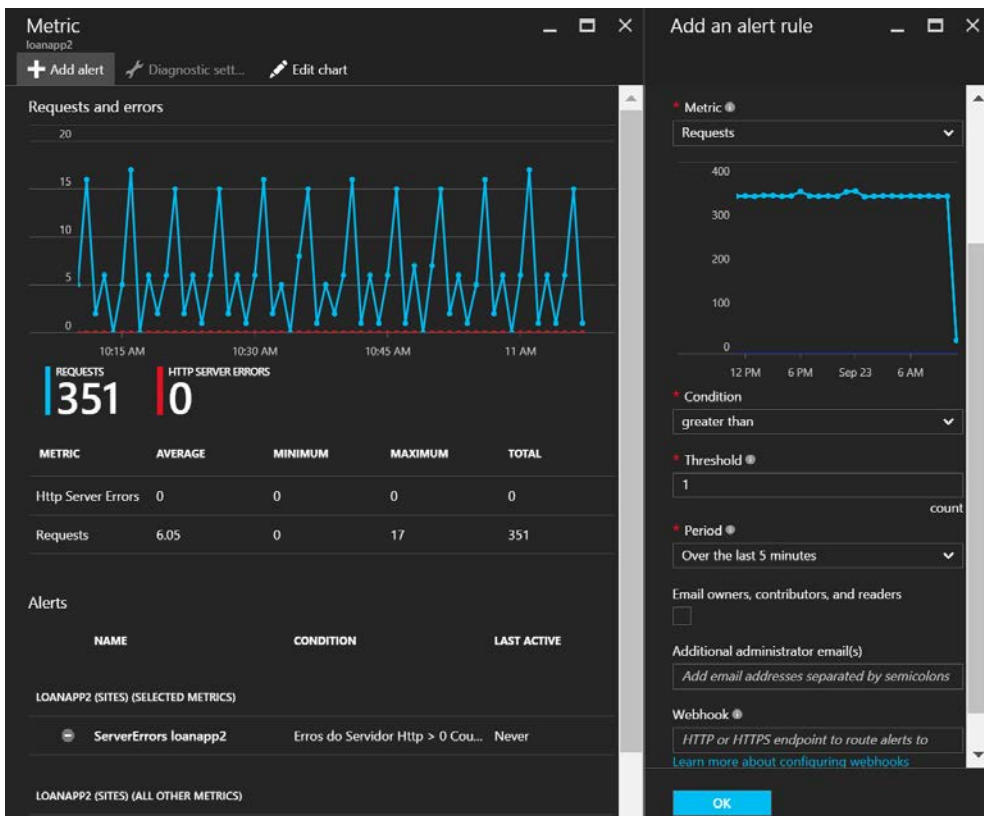 Metric
loanapp2
Add alert
Diagnostic sett...
Edit chart
Requests and errors
20
15
10
5
0
10:15 AM
10:30 AM
10:45 AM
11 AM
REQUESTS
351
HTTP SERVER ERRORS
0
METRIC AVERAGE MINIMUM MAXIMUM TOTAL
Http Server Errors 0 0 0 0
Requests 6.05 0 17 351
Alerts
NAME CONDITION LAST ACTIVE
LOANAPP2 (SITES) (SELECTED METRICS)
ServerErrors loanapp2 Erros do Servidor Http > 0 Cou... Never
LOANAPP2 (SITES) (ALL OTHER METRICS)
Add an alert rule
* Metric
Requests
400
300
200
100
0
12 PM
6 PM
Sep 23
6 AM
* Condition
greater than
* Threshold
1
count
* Period
Over the last 5 minutes
Email owners, contributors, and readers
Additional administrator email(s)
Add email addresses separated by semicolons
Webhook
HTTP or HTTPS endpoint to route alerts to
Learn more about configuring webhooks
OK